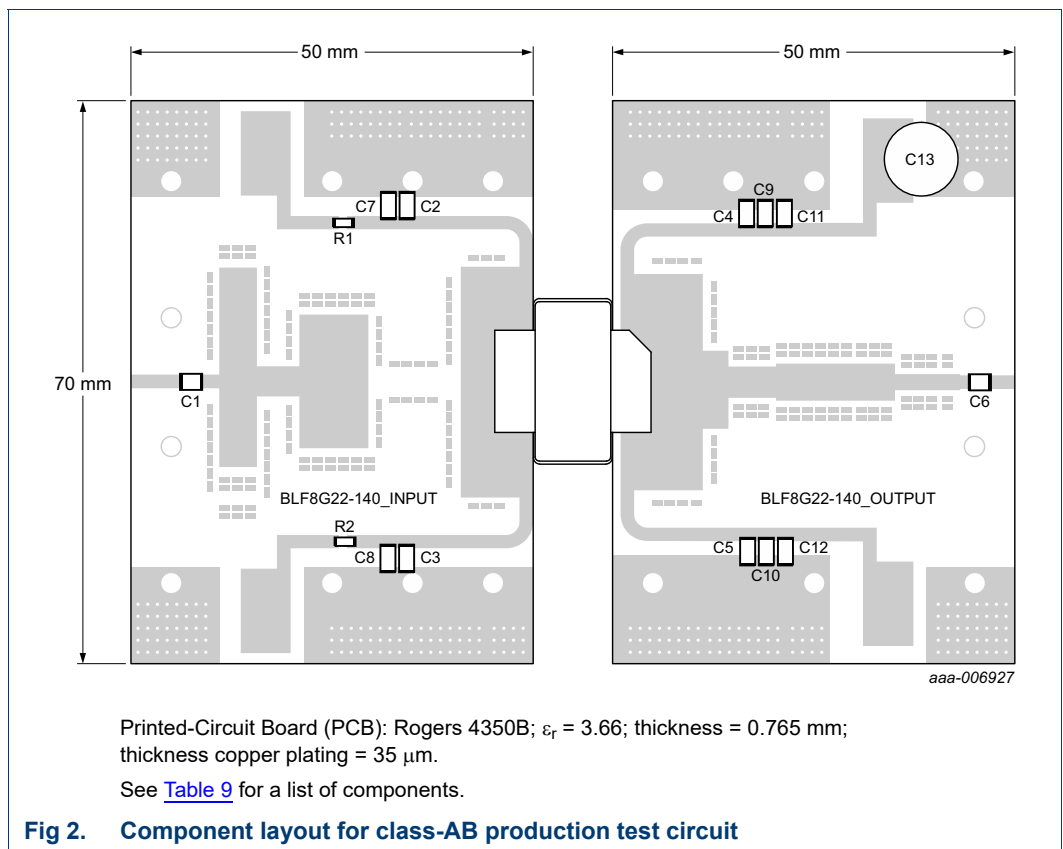 50 mm
50 mm
C13
C7
C2
C9
C4
C11
R1
70 mm
C1
C6
BLF8G22-140_INPUT
BLF8G22-140_OUTPUT
R2
C8
C3
C5
C12
C10
aaa-006927
Printed-Circuit Board (PCB): Rogers 4350B; εr = 3.66; thickness = 0.765 mm;
thickness copper plating = 35 μm.
See Table 9 for a list of components.
Fig 2. Component layout for class-AB production test circuit